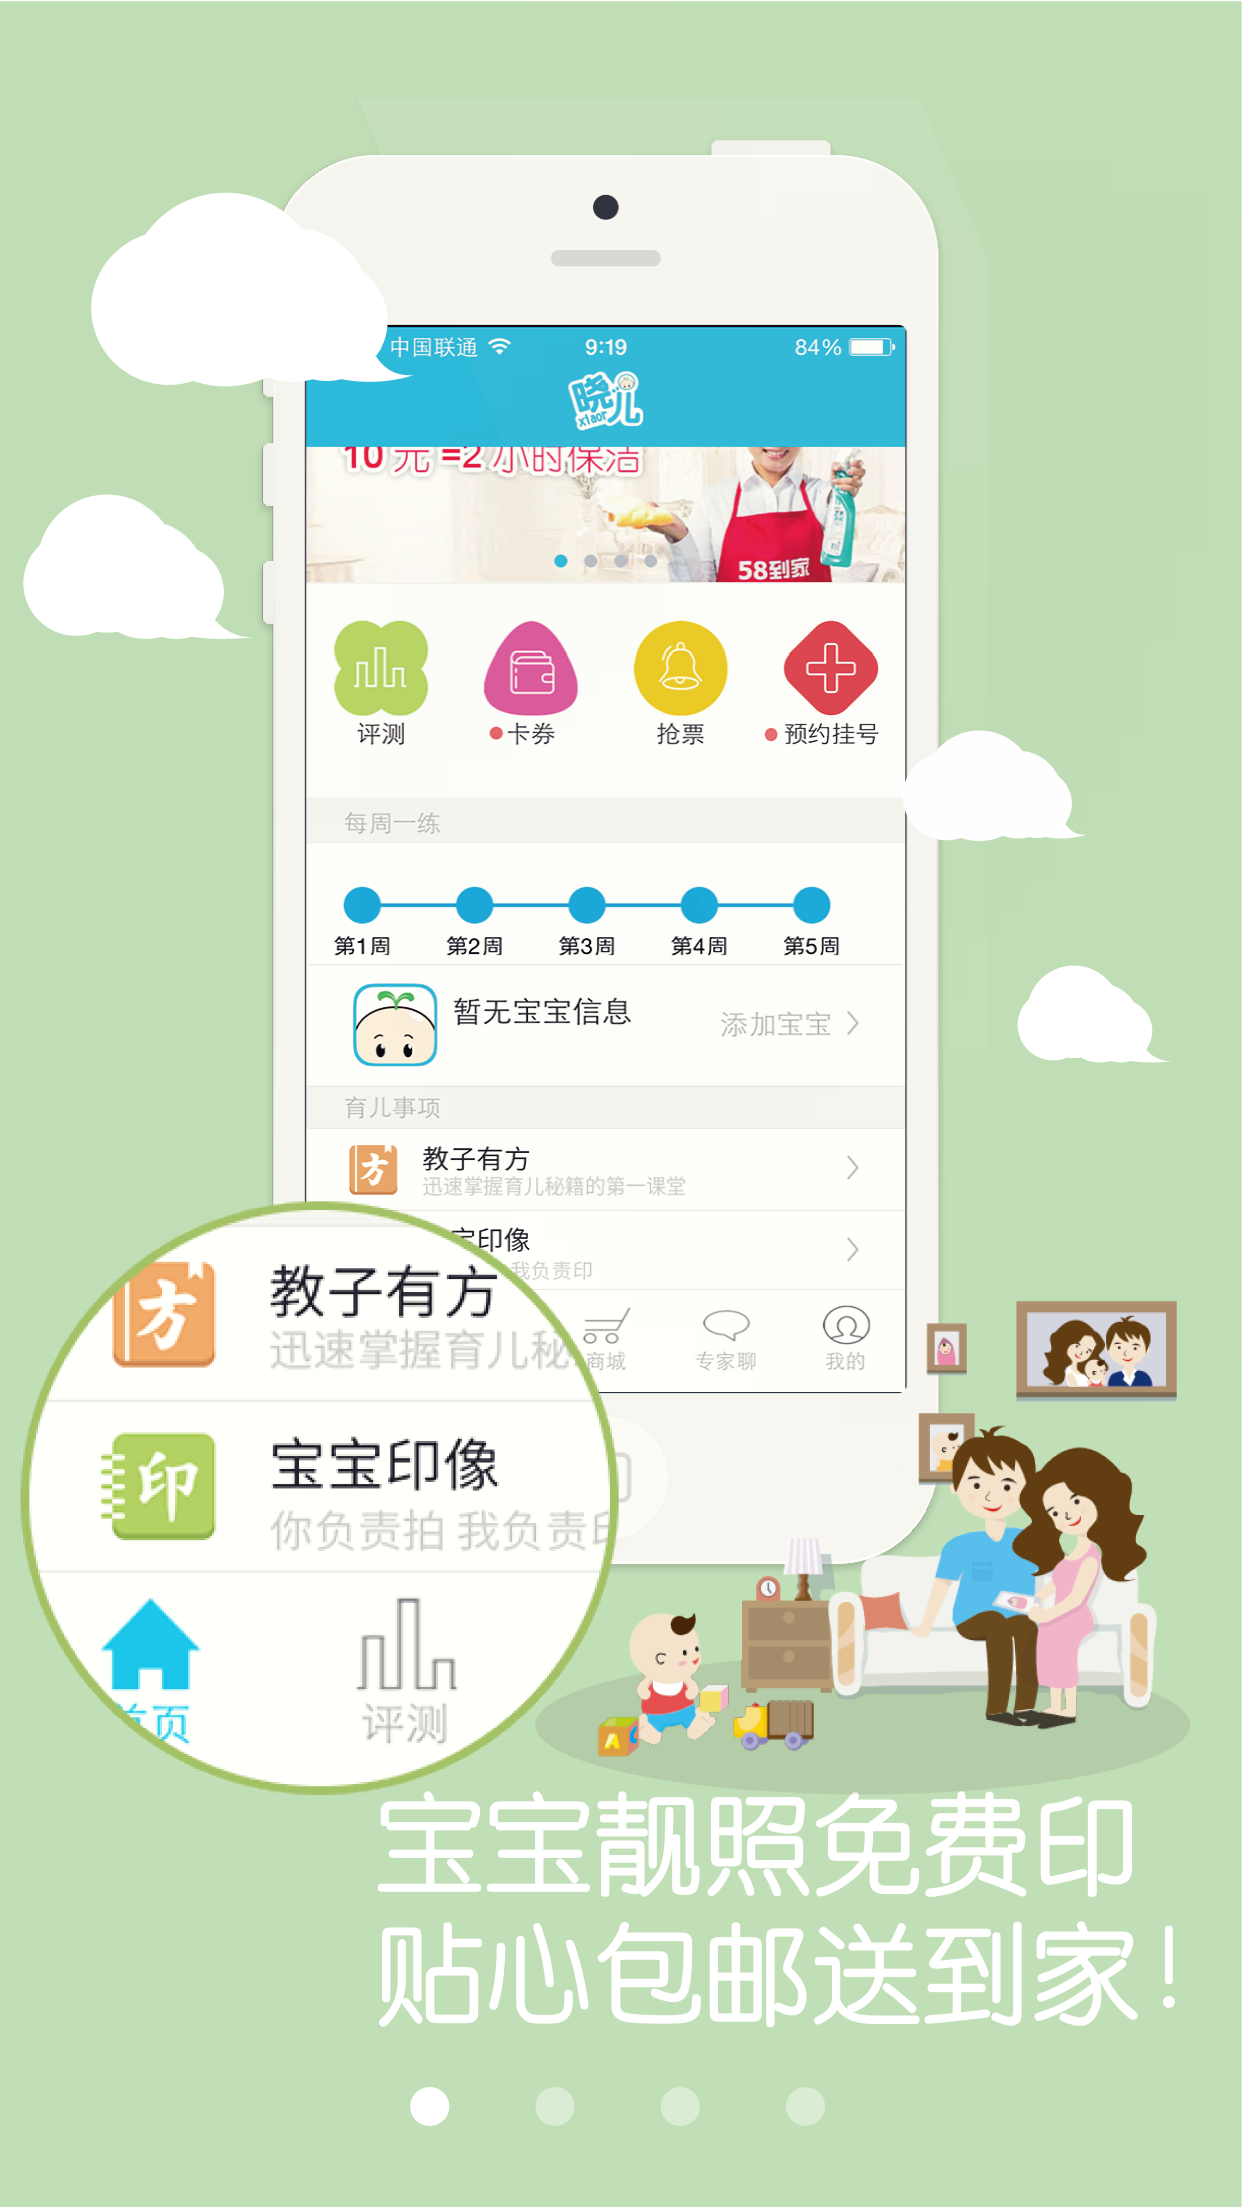 中国联通 9:19 84%
晓儿
xiaor
10元=2小时保洁
58到家
评测 卡券 抢票 预约挂号
每周一练
第1周 第2周 第3周 第4周 第5周
暂无宝宝信息 添加宝宝
育儿事项
方 教子有方
迅速掌握育儿秘籍的第一课堂
宝印像
我负责印
商城 专家聊 我的
方 教子有方
迅速掌握育儿秘
印 宝宝印像
你负责拍 我负责印
首页 评测
A
宝宝靓照免费印
贴心包邮送到家!